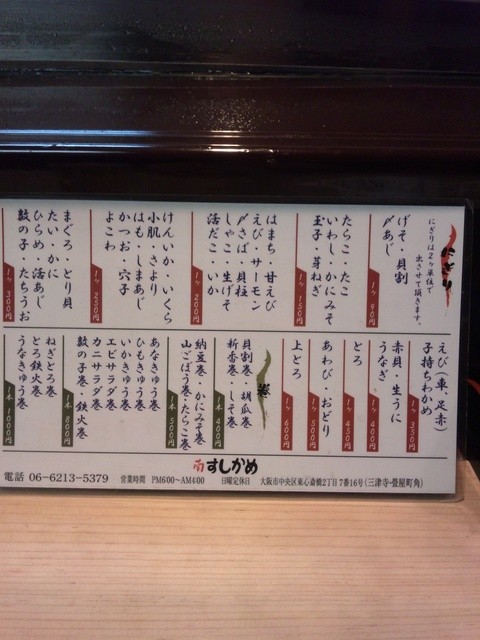 にぎり
にぎりは2ヶ単位で
出させて頂きます。
げそ・貝割
〆あじ
1ヶ 90円
たらこ・たこ
いわし・かにみそ
玉子・芽ねぎ
1ヶ 150円
はまち・甘えび
えび・サーモン
〆さば・貝柱
しゃこ・生げそ
活だこ・いか
1ヶ 200円
けんいか・いくら
小肌・さより
はも・しまあじ
かつお・穴子
よこわ
1ヶ 250円
まぐろ・とり貝
たい・かに
ひらめ・活あじ
数の子・たちうお
1ヶ 300円
えび(車・足赤)
子持ちわかめ
1ヶ 350円
赤貝・生うに
うなぎ
1ヶ 400円
とろ
1ヶ 450円
あわび・おどり
1ヶ 500円
上とろ
1ヶ 600円
巻
貝割巻・胡瓜巻
新香巻・しそ巻
1本 400円
納豆巻・かにみそ巻
山ごぼう巻・たらこ巻
1本 500円
あなきゅう巻
ひもきゅう巻
いかきゅう巻
エビサラダ巻
カニサラダ巻
数の子巻・鉄火巻
1本 800円
ねぎとろ巻
とろ鉄火巻
うなきゅう巻
1本 1000円
すしかめ
電話 06-6213-5379 営業時間 PM6:00〜AM4:00 日曜定休日 大阪市中央区東心斎橋2丁目7番16号(三津寺・畳屋町角)